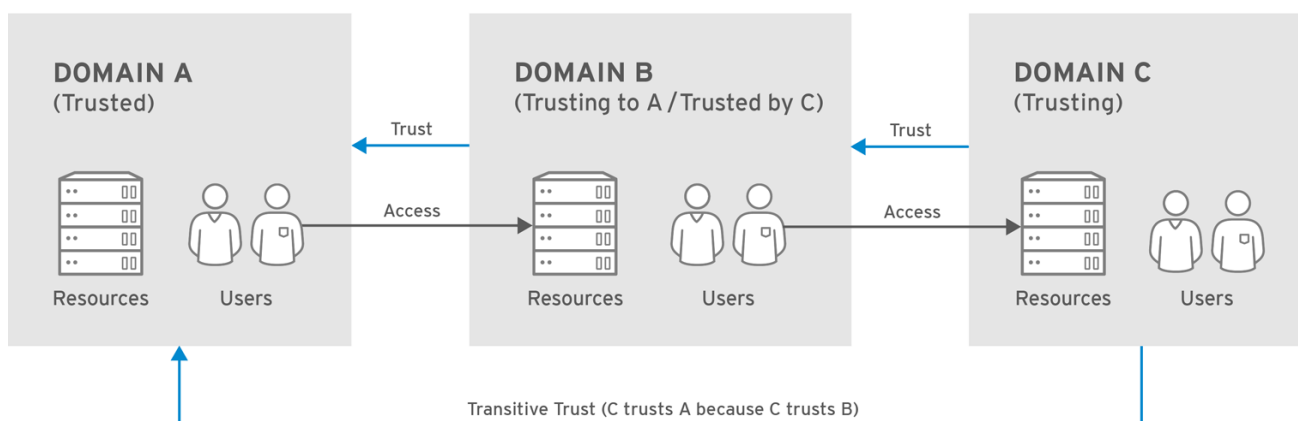 DOMAIN A
(Trusted)
DOMAIN B
(Trusting to A / Trusted by C)
DOMAIN C
(Trusting)
Trust
Trust
Access
Access
Resources
Users
Resources
Users
Resources
Users
Transitive Trust (C trusts A because C trusts B)